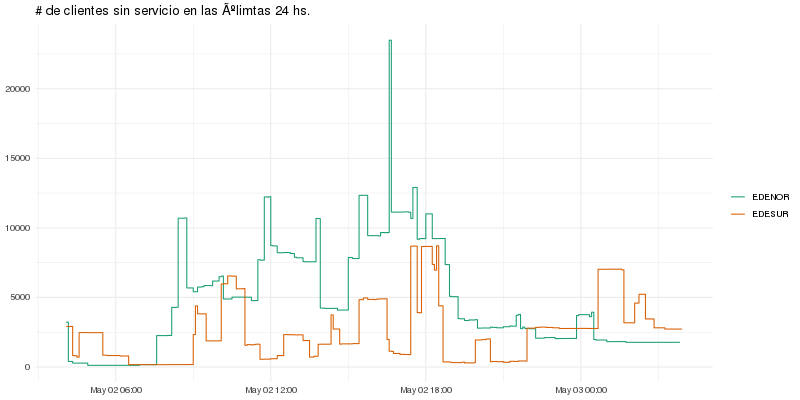 # de clientes sin servicio en las Ãºlimtas 24 hs.
20000
15000
10000
5000
0
May 02 06:00
May 02 12:00
May 02 18:00
May 03 00:00
EDENOR
EDESUR